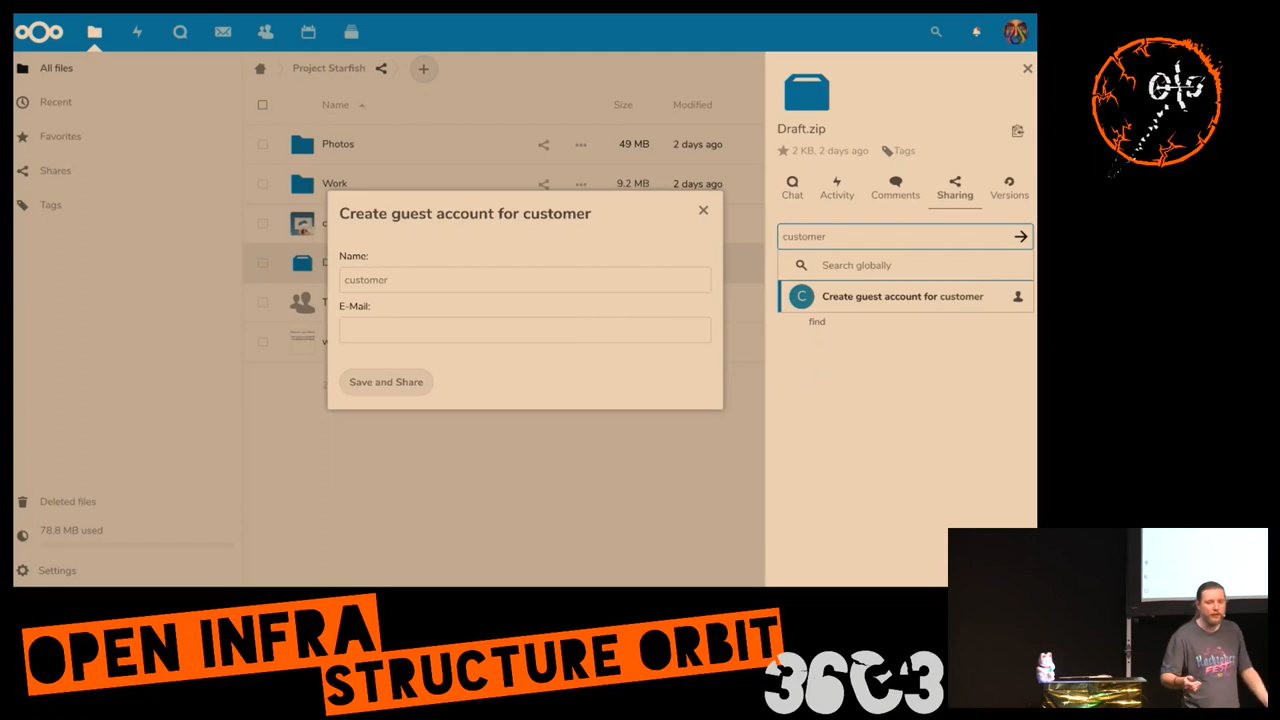 All files
Recent
Favorites
Shares
Tags
Deleted files
78.8 MB used
Settings
Project Starfish
Name
Size
Modified
Photos
49 MB
2 days ago
Work
9.2 MB
2 days ago
Create guest account for customer
Name:
customer
E-Mail:
Save and Share
Draft.zip
2 KB, 2 days ago
Tags
Chat
Activity
Comments
Sharing
Versions
customer
Search globally
C
Create guest account for customer
find
OPEN INFRA
STRUCTURE ORBIT
36C3
FEST